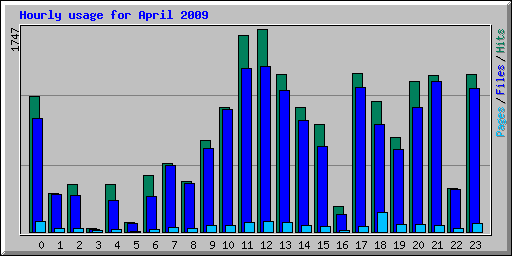 Hourly usage for April 2009
1747
Pages/Files/Hits
0 1 2 3 4 5 6 7 8 9 10 11 12 13 14 15 16 17 18 19 20 21 22 23